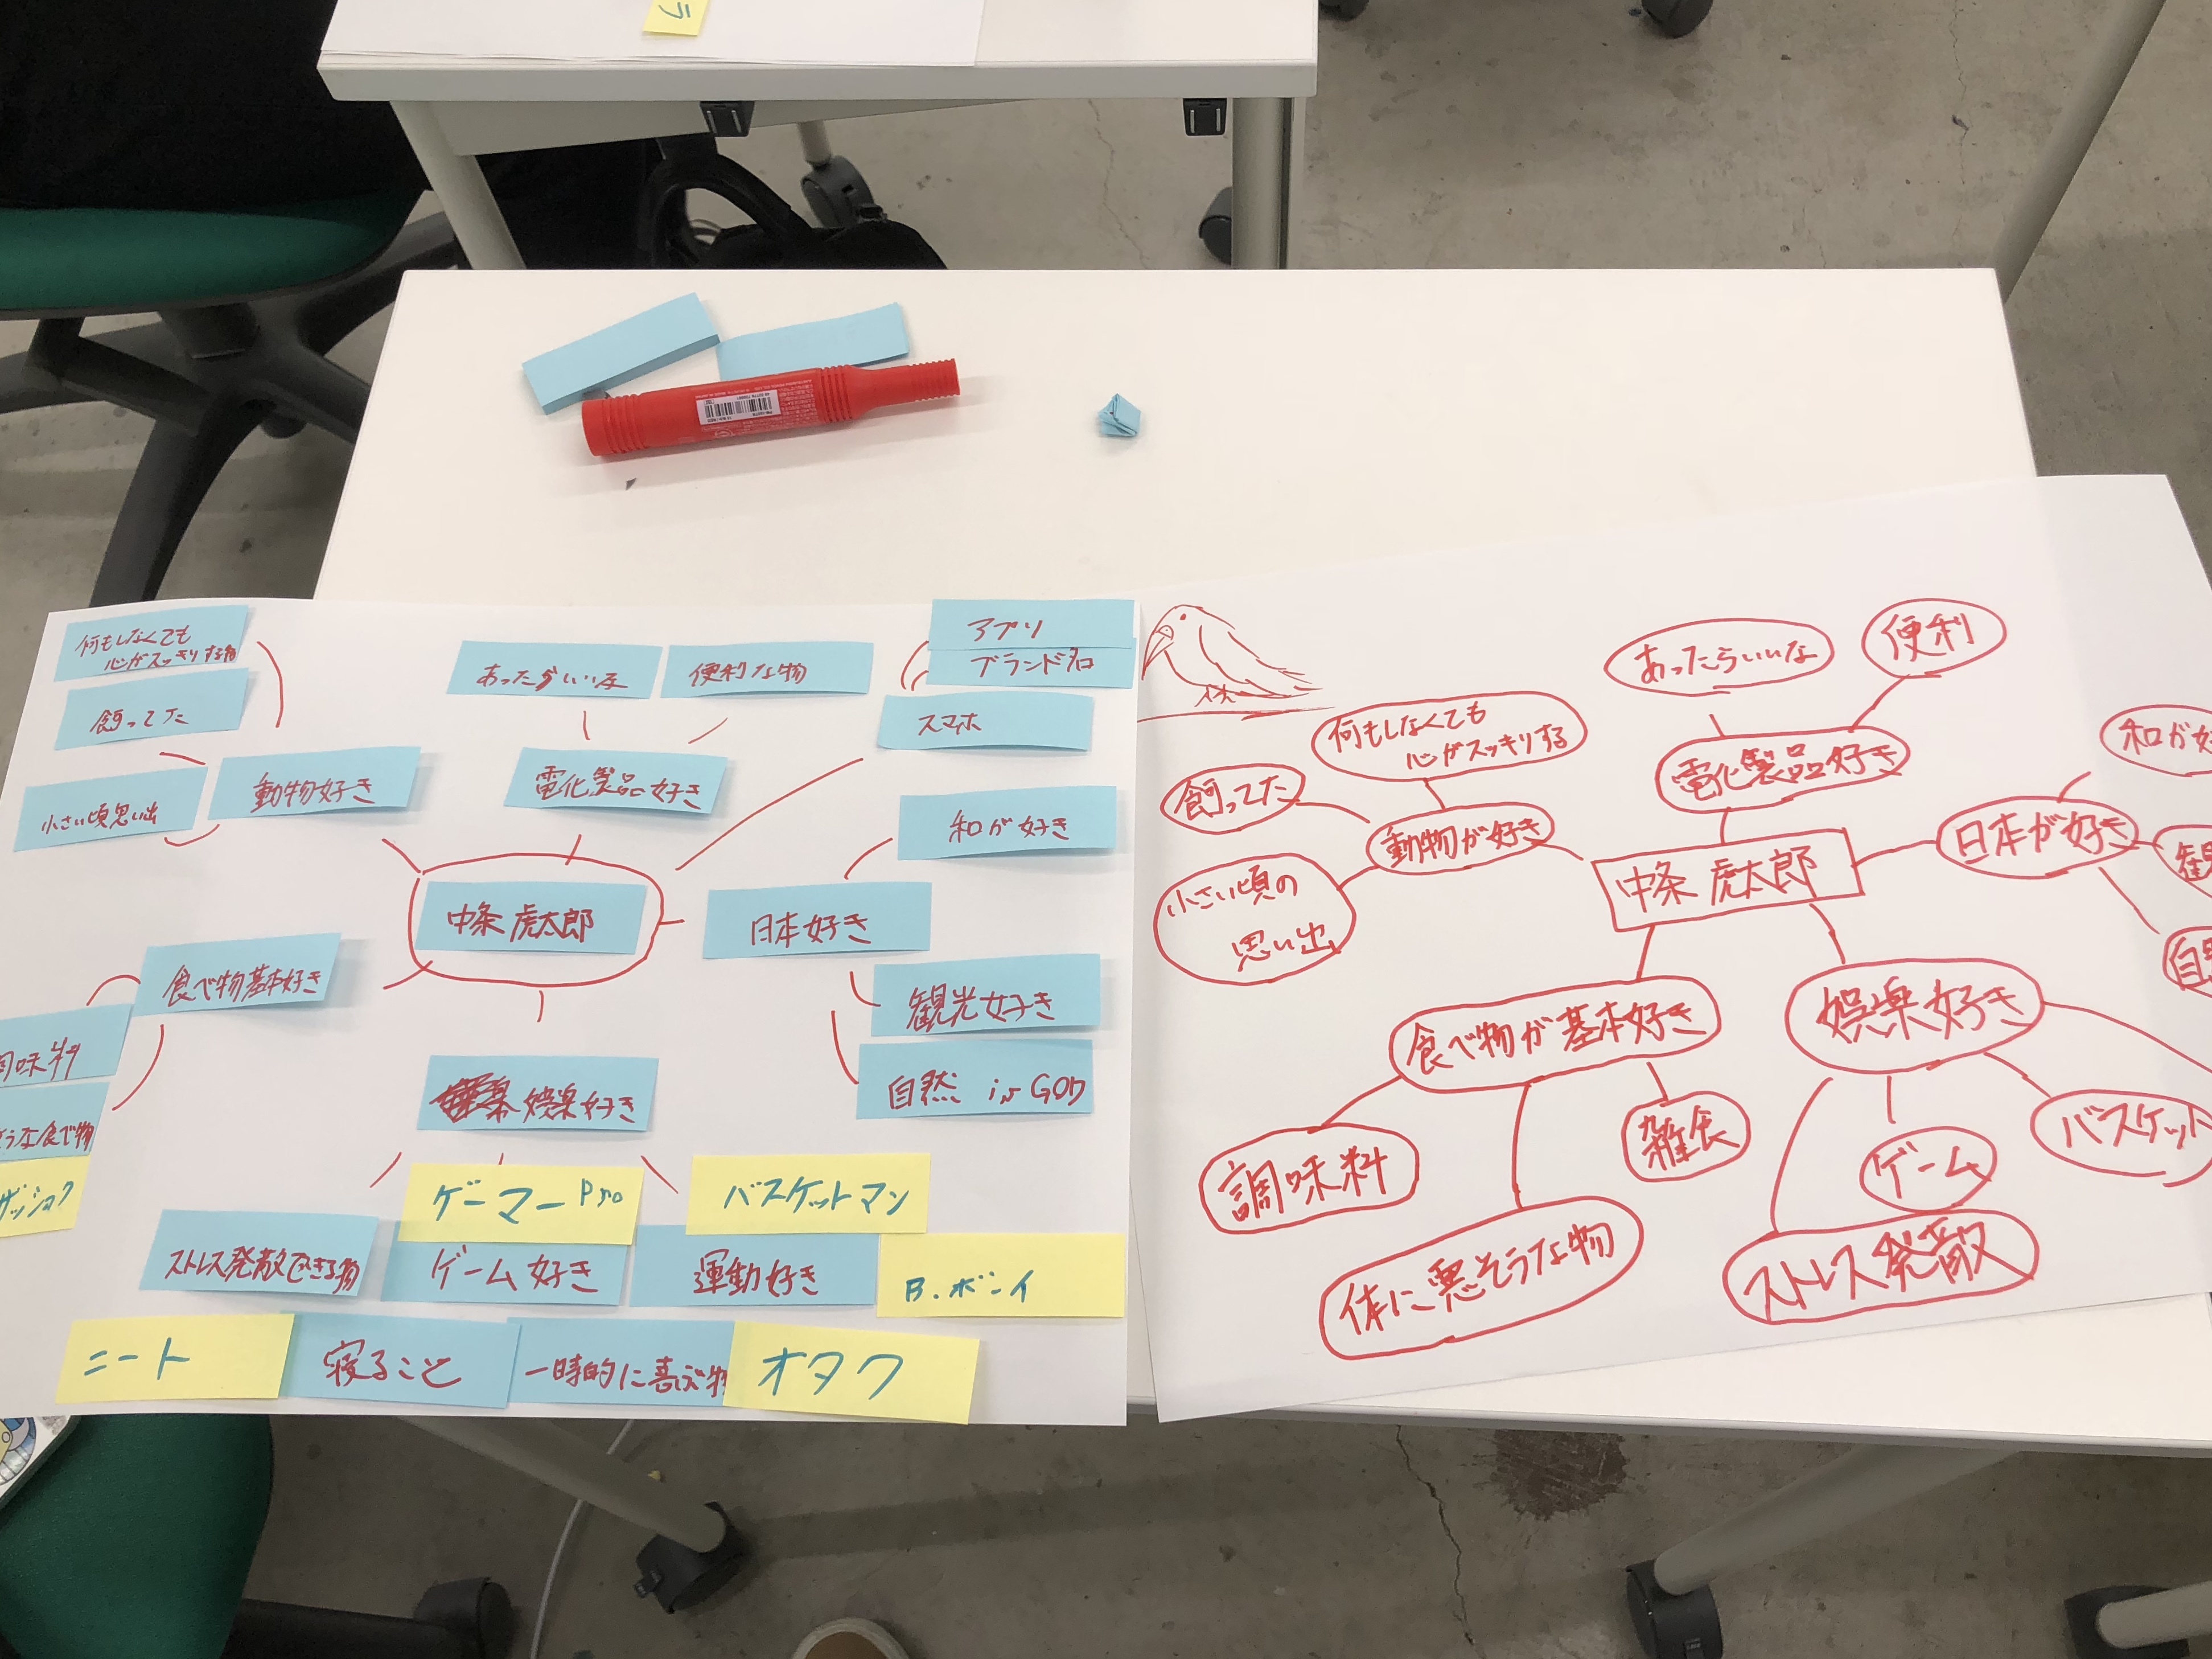 ラ
何もしなくても
心がスッキリする物
飼ってた
小さい頃思い出
動物好き
あったらいいな
便利な物
電化製品好き
アプリ
ブランド名
スマホ
和が好き
中条 虎太郎
日本好き
観光好き
自然 is GOD
食べ物基本好き
味料
うな食べ物
ザッショク
娯楽好き
ゲーマー Pro
バスケットマン
ストレス発散できる物
ゲーム 好き
運動好き
B.ボーイ
ニート
寝ること
一時的に喜ぶ物
オタク
あったらいいな
便利
何もしなくても
心がスッキリする
電化製品好き
和が好
飼ってた
動物が好き
日本が好き
観
小さい頃の
思い出
中条 虎太郎
自
食べ物が基本好き
娯楽好き
調味料
雑食
ゲーム
バスケット
体に悪そうな物
ストレス発散